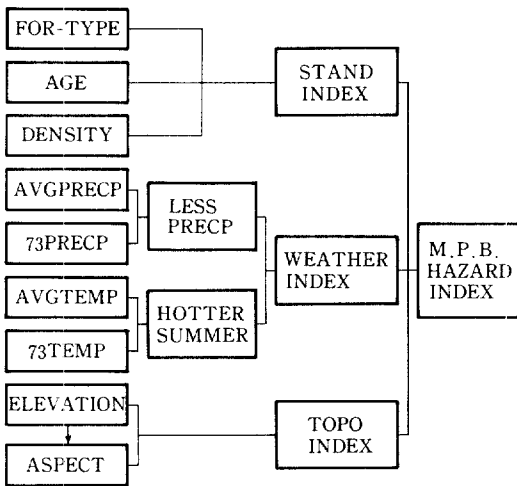 FOR-TYPE
AGE
DENSITY
STAND
INDEX
AVGPRECP
73PRECP
LESS
PRECP
AVGTEMP
73TEMP
HOTTER
SUMMER
WEATHER
INDEX
M.P.B.
HAZARD
INDEX
ELEVATION
ASPECT
TOPO
INDEX